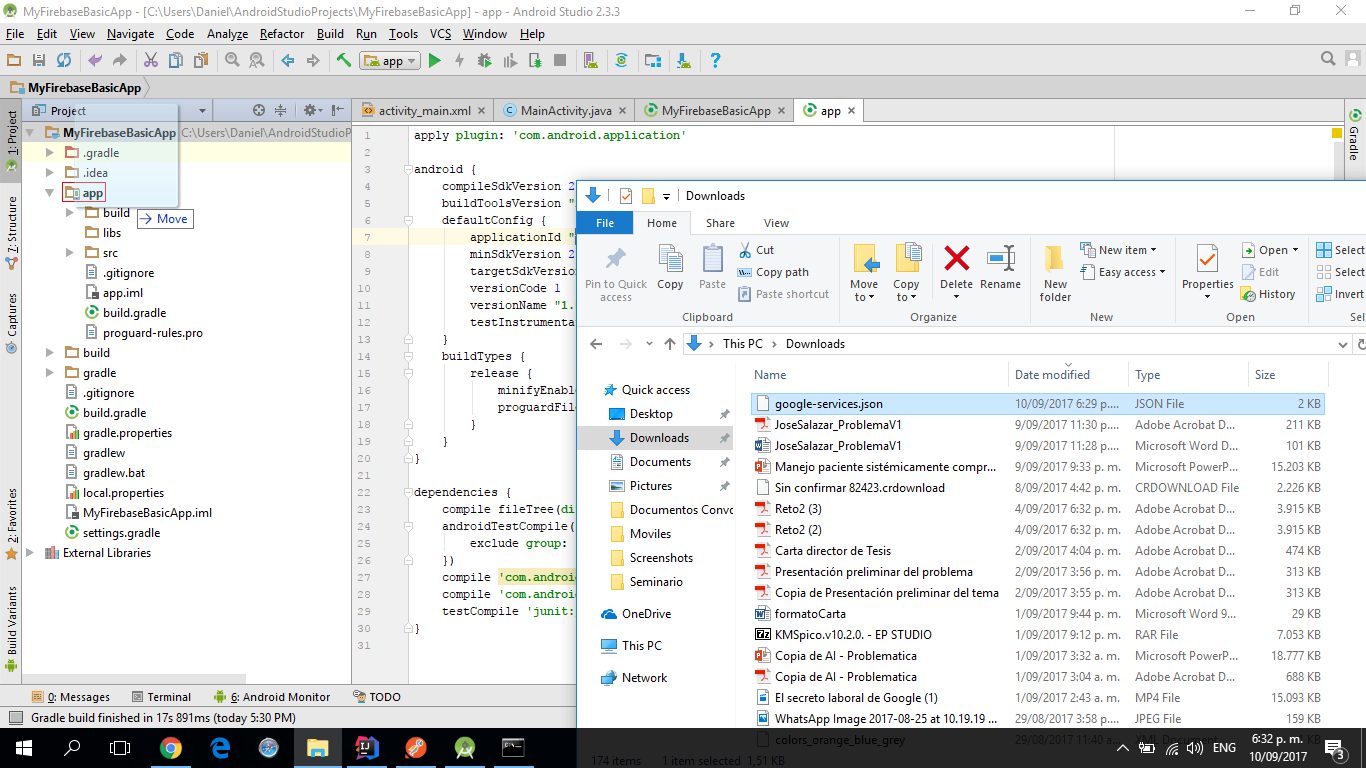 MyFirebaseBasicApp - [C:\Users\Daniel\AndroidStudioProjects\MyFirebaseBasicApp] - app - Android Studio 2.3.3
File Edit View Navigate Code Analyze Refactor Build Run Tools VCS Window Help
app
MyFirebaseBasicApp
Project
activity_main.xml
MainActivity.java
MyFirebaseBasicApp
app
1: Project
7: Structure
Captures
2: Favorites
Build Variants
Gradle
MyFirebaseBasicApp C:\Users\Daniel\AndroidStudioP
.gradle
.idea
app
build
Move
libs
src
.gitignore
app.iml
build.gradle
proguard-rules.pro
build
gradle
.gitignore
build.gradle
gradle.properties
gradlew
gradlew.bat
local.properties
MyFirebaseBasicApp.iml
settings.gradle
External Libraries
1 apply plugin: 'com.android.application'
2
3 android {
4 compileSdkVersion 2
5 buildToolsVersion "
6 defaultConfig {
7 applicationId "
8 minSdkVersion 2
9 targetSdkVersion
10 versionCode 1
11 versionName "1.
12 testInstrumenta
13 }
14 buildTypes {
15 release {
16 minifyEnable
17 proguardFile
18 }
19 }
20 }
21
22 dependencies {
23 compile fileTree(di
24 androidTestCompile(
25 exclude group:
26 })
27 compile 'com.androi
28 compile 'com.androi
29 testCompile 'junit:
30 }
31
Downloads
File Home Share View
Pin to Quick access
Copy
Paste
Cut
Copy path
Paste shortcut
Clipboard
Move to
Copy to
Delete
Rename
Organize
New folder
New item
Easy access
New
Properties
Open
Edit
History
Open
Select
Select
Invert
Sel
This PC > Downloads
Quick access
Desktop
Downloads
Documents
Pictures
Documentos Convo
Moviles
Screenshots
Seminario
OneDrive
This PC
Network
Name Date modified Type Size
google-services.json 10/09/2017 6:29 p.... JSON File 2 KB
JoseSalazar_ProblemaV1 9/09/2017 11:30 p.... Adobe Acrobat D... 211 KB
JoseSalazar_ProblemaV1 9/09/2017 11:28 p.... Microsoft Word D... 101 KB
Manejo paciente sistémicamente compr... 9/09/2017 9:33 p. m. Microsoft PowerP... 15.203 KB
Sin confirmar 82423.crdownload 8/09/2017 4:42 p. m. CRDOWNLOAD File 2.226 KB
Reto2 (3) 4/09/2017 6:32 p. m. Adobe Acrobat D... 3.915 KB
Reto2 (2) 4/09/2017 6:32 p. m. Adobe Acrobat D... 3.915 KB
Carta director de Tesis 2/09/2017 4:04 p. m. Adobe Acrobat D... 474 KB
Presentación preliminar del problema 2/09/2017 3:56 p. m. Adobe Acrobat D... 313 KB
Copia de Presentación preliminar del tema 2/09/2017 3:55 p. m. Adobe Acrobat D... 313 KB
formatoCarta 1/09/2017 9:44 p. m. Microsoft Word 9... 29 KB
KMSpico.v10.2.0. - EP STUDIO 1/09/2017 9:12 p. m. RAR File 7.053 KB
Copia de AI - Problematica 1/09/2017 3:32 a. m. Microsoft PowerP... 18.777 KB
Copia de AI - Problematica 1/09/2017 3:04 a. m. Adobe Acrobat D... 688 KB
El secreto laboral de Google (1) 1/09/2017 2:43 a. m. MP4 File 15.093 KB
WhatsApp Image 2017-08-25 at 10.19.19 ... 29/08/2017 3:58 p.... JPEG File 159 KB
colors_orange_blue_grey 29/08/2017 11:40 a.... XML Document
174 items 1 item selected 1,51 KB
0: Messages Terminal 6: Android Monitor TODO
Gradle build finished in 17s 891ms (today 5:30 PM)
ENG
6:32 p. m.
10/09/2017
3